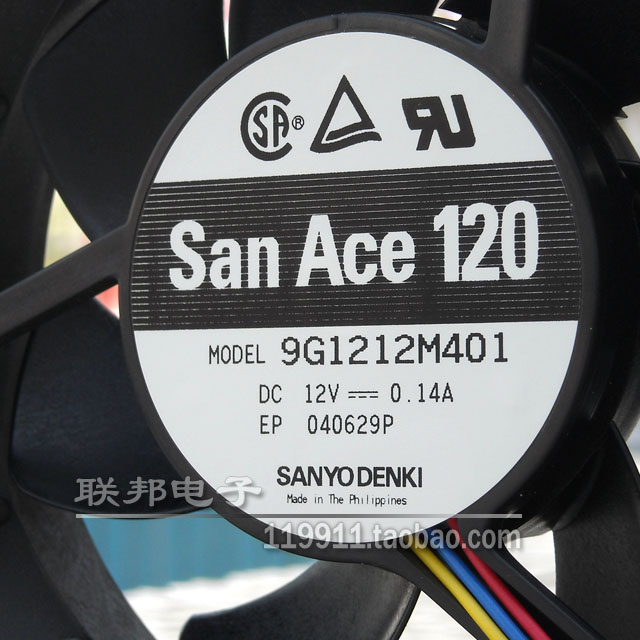 SA®
San Ace 120
MODEL 9G1212M401
DC 12V ⎓ 0.14A
EP 040629P
SANYO DENKI
Made in The Philippines
联邦电子
119911.taobao.com